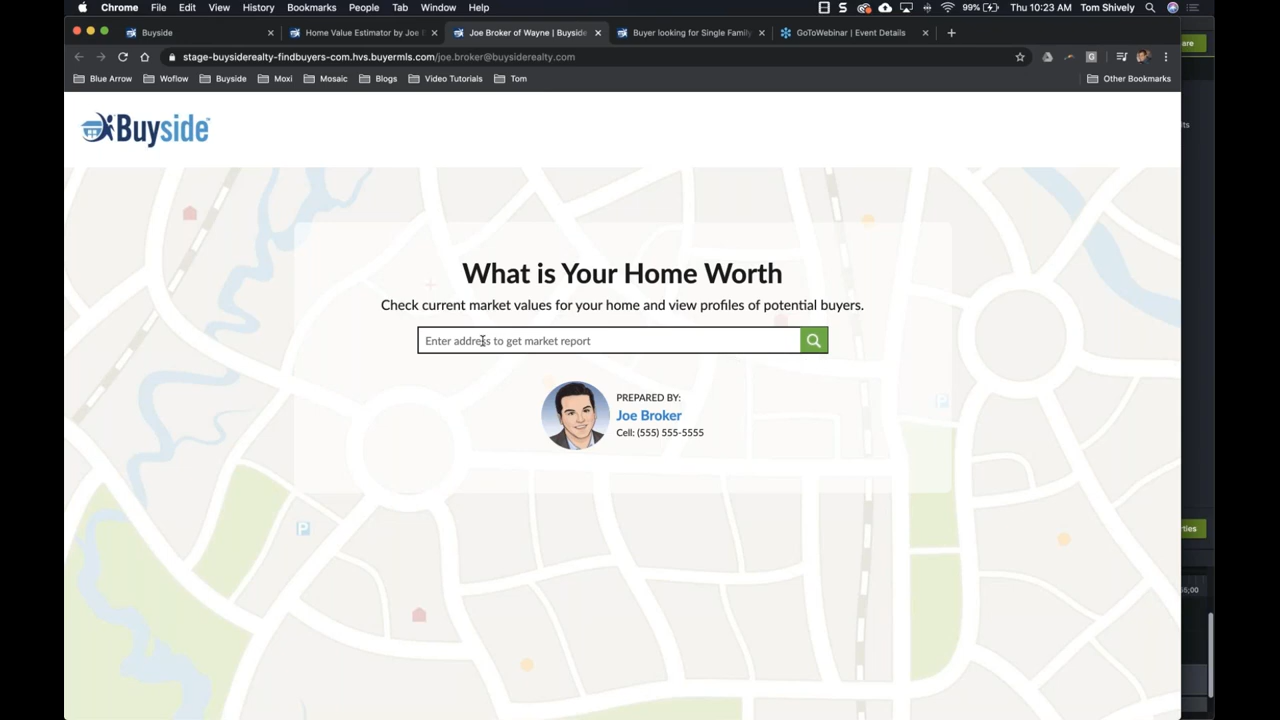 Chrome File Edit View History Bookmarks People Tab Window Help 99% Thu 10:23 AM Tom Shively
Buyside Home Value Estimator by Joe Joe Broker of Wayne | Buyside Buyer looking for Single Family GoToWebinar | Event Details
stage-buysiderealty-findbuyers-com.hvs.buyermls.com/joe.broker@buysiderealty.com
Blue Arrow Woflow Buyside Moxi Mosaic Blogs Video Tutorials Tom Other Bookmarks
Buyside
What is Your Home Worth
Check current market values for your home and view profiles of potential buyers.
Enter address to get market report
PREPARED BY:
Joe Broker
Cell: (555) 555-5555
P
P